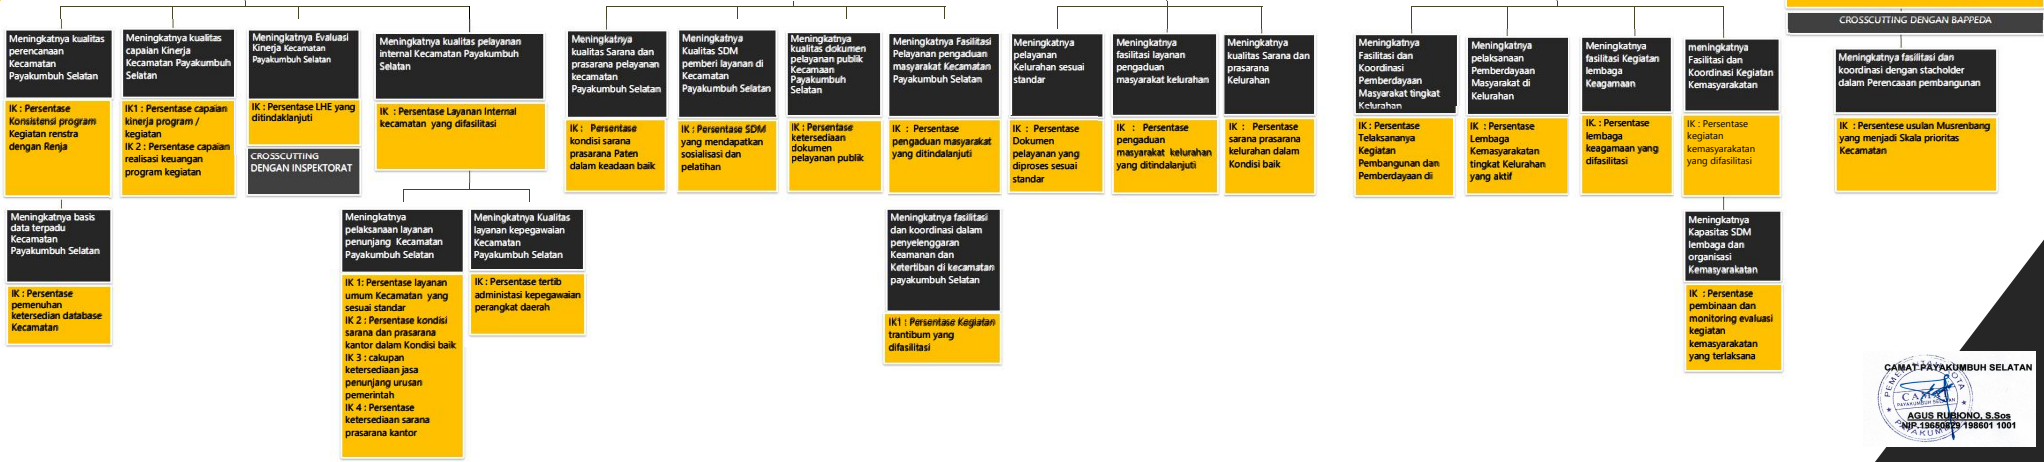 CROSSCUTTING DENGAN BAPPEDA
Meningkatnya kualitas
perencanaan
Kecamatan
Payakumbuh Selatan
IK : Persentase
Konsistensi program
Kegiatan renstra
dengan Renja
Meningkatnya basis
data terpadu
Kecamatan
Payakumbuh Selatan
IK : Persentase
pemenuhan
ketersedian database
Kecamatan
Meningkatnya kualitas
capaian Kinerja
Kecamatan Payakumbuh
Selatan
IK1 : Persentase capaian
kinerja program /
kegiatan
IK 2 : Persentase capaian
realisasi keuangan
program kegiatan
Meningkatnya Evaluasi
Kinerja Kecamatan
Payakumbuh Selatan
IK : Persentase LHE yang
ditindaklanjuti
CROSSCUTTING
DENGAN INSPEKTORAT
Meningkatnya kualitas pelayanan
internal Kecamatan Payakumbuh
Selatan
IK : Persentase Layanan Internal
kecamatan yang difasilitasi
Meningkatnya
pelaksanaan layanan
penunjang Kecamatan
Payakumbuh Selatan
IK 1: Persentase layanan
umum Kecamatan yang
sesuai standar
IK 2 : Persentase kondisi
sarana dan prasarana
kantor dalam Kondisi baik
IK 3 : cakupan
ketersediaan jasa
penunjang urusan
pemerintah
IK 4 : Persentase
ketersediaan sarana
prasarana kantor
Meningkatnya Kualitas
layanan kepegawaian
Kecamatan
Payakumbuh Selatan
IK : Persentase tertib
administasi kepegawaian
perangkat daerah
Meningkatnya
kualitas Sarana dan
prasarana pelayanan
kecamatan
Payakumbuh Selatan
IK : Persentase
kondisi sarana
prasarana Paten
dalam keadaan baik
Meningkatnya
Kualitas SDM
pemberi layanan di
Kecamatan
Payakumbuh Selatan
IK : Persentase SDM
yang mendapatkan
sosialisasi dan
pelatihan
Meningkatnya
kualitas dokumen
pelayanan publik
Kecamaan
Payakumbuh
Selatan
IK : Persentase
ketersediaan
dokumen
pelayanan publik
Meningkatnya Fasilitasi
Pelayanan pengaduan
masyarakat Kecamatan
Payakumbuh Selatan
IK : Persentase
pengaduan masyarakat
yang ditindalanjuti
Meningkatnya fasilitasi
dan koordinasi dalam
penyelenggaran
Keamanan dan
Ketertiban di kecamatan
payakumbuh Selatan
IK1 : Persentase Kegiatan
trantibum yang
difasilitasi
Meningkatnya
pelayanan
Kelurahan sesuai
standar
IK : Persentase
Dokumen
pelayanan yang
diproses sesuai
standar
Meningkatnya
fasilitasi layanan
pengaduan
masyarakat kelurahan
IK : Persentase
pengaduan
masyarakat kelurahan
yang ditindalanjuti
Meningkatnya
kualitas Sarana dan
prasarana
Kelurahan
IK : Persentase
sarana prasarana
kelurahan dalam
Kondisi baik
Meningkatnya
Fasilitasi dan
Koordinasi
Pemberdayaan
Masyarakat tingkat
Kelurahan
IK : Persentase
Telaksananya
Kegiatan
Pembangunan dan
Pemberdayaan di
Meningkatnya
pelaksanaan
Pemberdayaan
Masyarakat di
Kelurahan
IK : Persentase
Lembaga
Kemasyarakatan
tingkat Kelurahan
yang aktif
Meningkatnya
fasilitasi Kegiatan
lembaga
Keagamaan
IK. : Persentase
lembaga
keagamaan yang
difasilitasi
meningkatnya
Fasilitasi dan
Koordinasi Kegiatan
Kemasyarakatan
IK : Persentase
kegiatan
kemasyarakatan
yang difasilitasi
Meningkatnya
Kapasitas SDM
lembaga dan
organisasi
Kemasyarakatan
IK : Persentase
pembinaan dan
monitoring evaluasi
kegiatan
kemasyarakatan
yang terlaksana
Meningkatnya fasilitasi dan
koordinasi dengan stacholder
dalam Perencaaan pembangunan
IK : Persentese usulan Musrenbang
yang menjadi Skala prioritas
Kecamatan
CAMAT PAYAKUMBUH SELATAN
AGUS RUBIONO, S.Sos
NIP.19650829 198601 1001